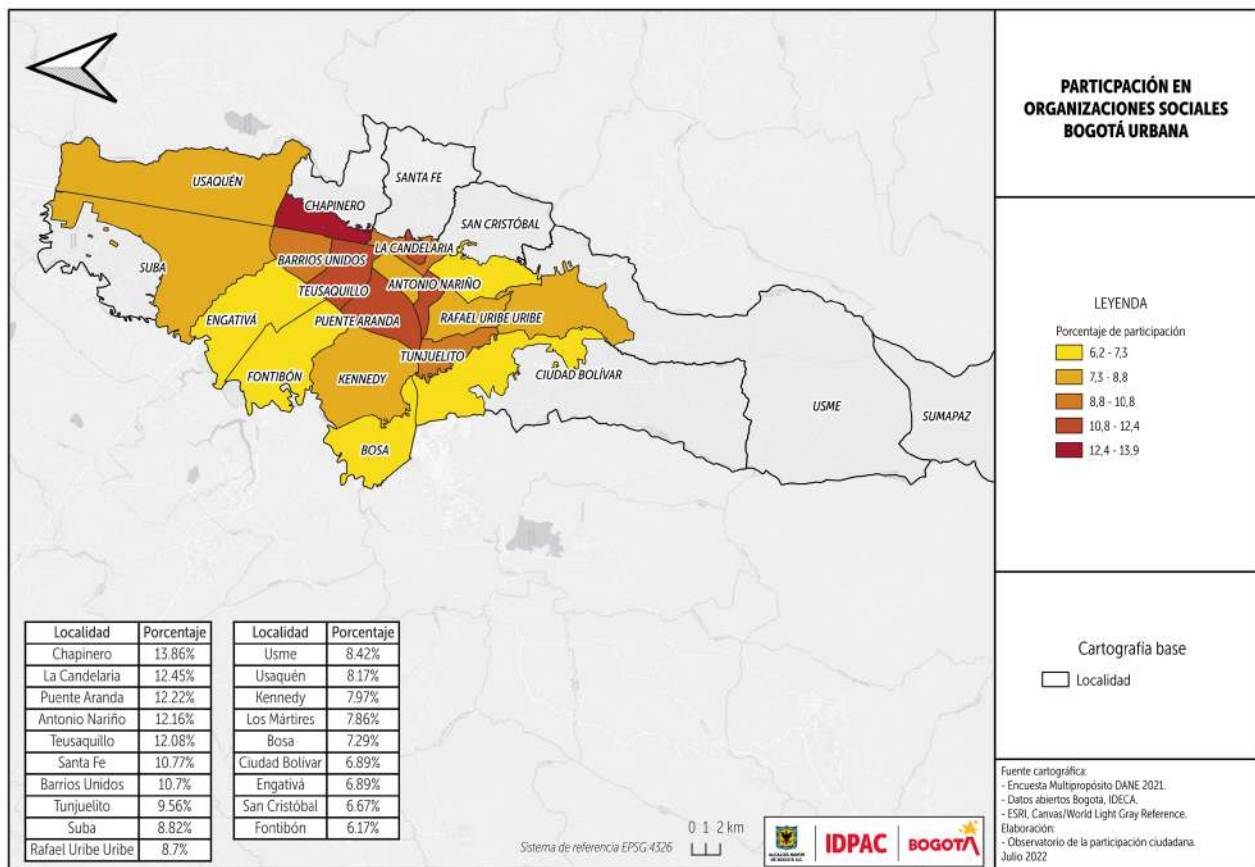 PARTICPACIÓN EN
ORGANIZACIONES SOCIALES
BOGOTÁ URBANA
USAQUÉN
CHAPINERO
SANTA FE
SAN CRISTÓBAL
LA CANDELARIA
BARRIOS UNIDOS
SUBA
ANTONIO NARIÑO
TEUSAQUILLO
ENGATIVÁ
PUENTE ARANDA
RAFAEL URIBE URIBE
TUNJUELITO
FONTIBÓN
KENNEDY
CIUDAD BOLÍVAR
USME
SUMAPAZ
BOSA
LEYENDA
Porcentaje de participación
6,2 - 7,3
7,3 - 8,8
8,8 - 10,8
10,8 - 12,4
12,4 - 13,9
Cartografía base
Localidad
Localidad Porcentaje
Chapinero 13.86%
La Candelaria 12.45%
Puente Aranda 12.22%
Antonio Nariño 12.16%
Teusaquillo 12.08%
Santa Fe 10.77%
Barrios Unidos 10.7%
Tunjuelito 9.56%
Suba 8.82%
Rafael Uribe Uribe 8.7%
Localidad Porcentaje
Usme 8.42%
Usaquén 8.17%
Kennedy 7.97%
Los Mártires 7.86%
Bosa 7.29%
Ciudad Bolívar 6.89%
Engativá 6.89%
San Cristóbal 6.67%
Fontibón 6.17%
Sistema de referencia EPSG 4326
0 1 2 km
ALCALDÍA MAYOR
DE BOGOTÁ D.C.
IDPAC
BOGOTÁ
Fuente cartográfica:
- Encuesta Multipropósito DANE 2021.
- Datos abiertos Bogotá, IDECA.
- ESRI, Canvas/World Light Gray Reference.
Elaboración:
- Observatorio de la participación ciudadana.
Julio 2022